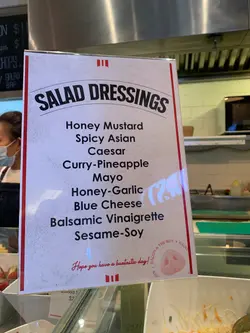 SALAD DRESSINGS
Honey Mustard
Spicy Asian
Caesar
Curry-Pineapple
Mayo
Honey-Garlic
Blue Cheese
Balsamic Vinaigrette
Sesame-Soy
Hope you have a bustastic day!